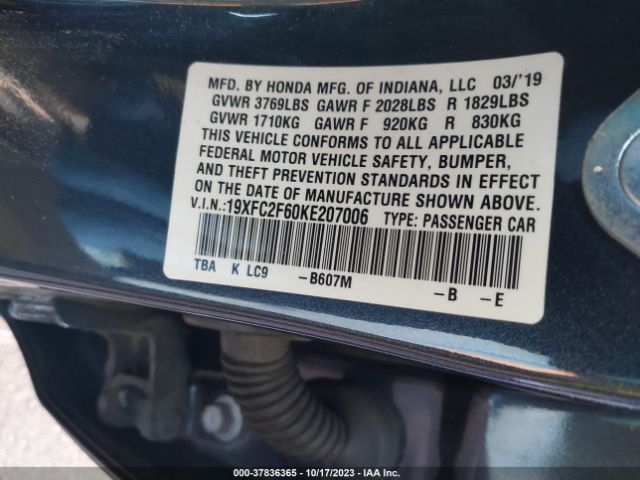 MFD. BY HONDA MFG. OF INDIANA, LLC 03/'19
GVWR 3769LBS GAWR F 2028LBS R 1829LBS
GVWR 1710KG GAWR F 920KG R 830KG
THIS VEHICLE CONFORMS TO ALL APPLICABLE
FEDERAL MOTOR VEHICLE SAFETY, BUMPER,
AND THEFT PREVENTION STANDARDS IN EFFECT
ON THE DATE OF MANUFACTURE SHOWN ABOVE.
V.I.N.:19XFC2F60KE207006 TYPE: PASSENGER CAR
TBA K LC9 –B607M –B –E
000-37836365 - 10/17/2023 - IAA Inc.